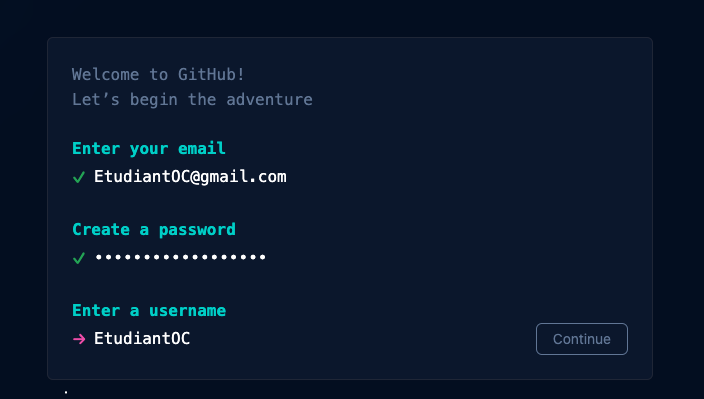 Welcome to GitHub!
Let’s begin the adventure
Enter your email
✓ EtudiantOC@gmail.com
Create a password
✓ ••••••••••••••••••
Enter a username
→ EtudiantOC
Continue